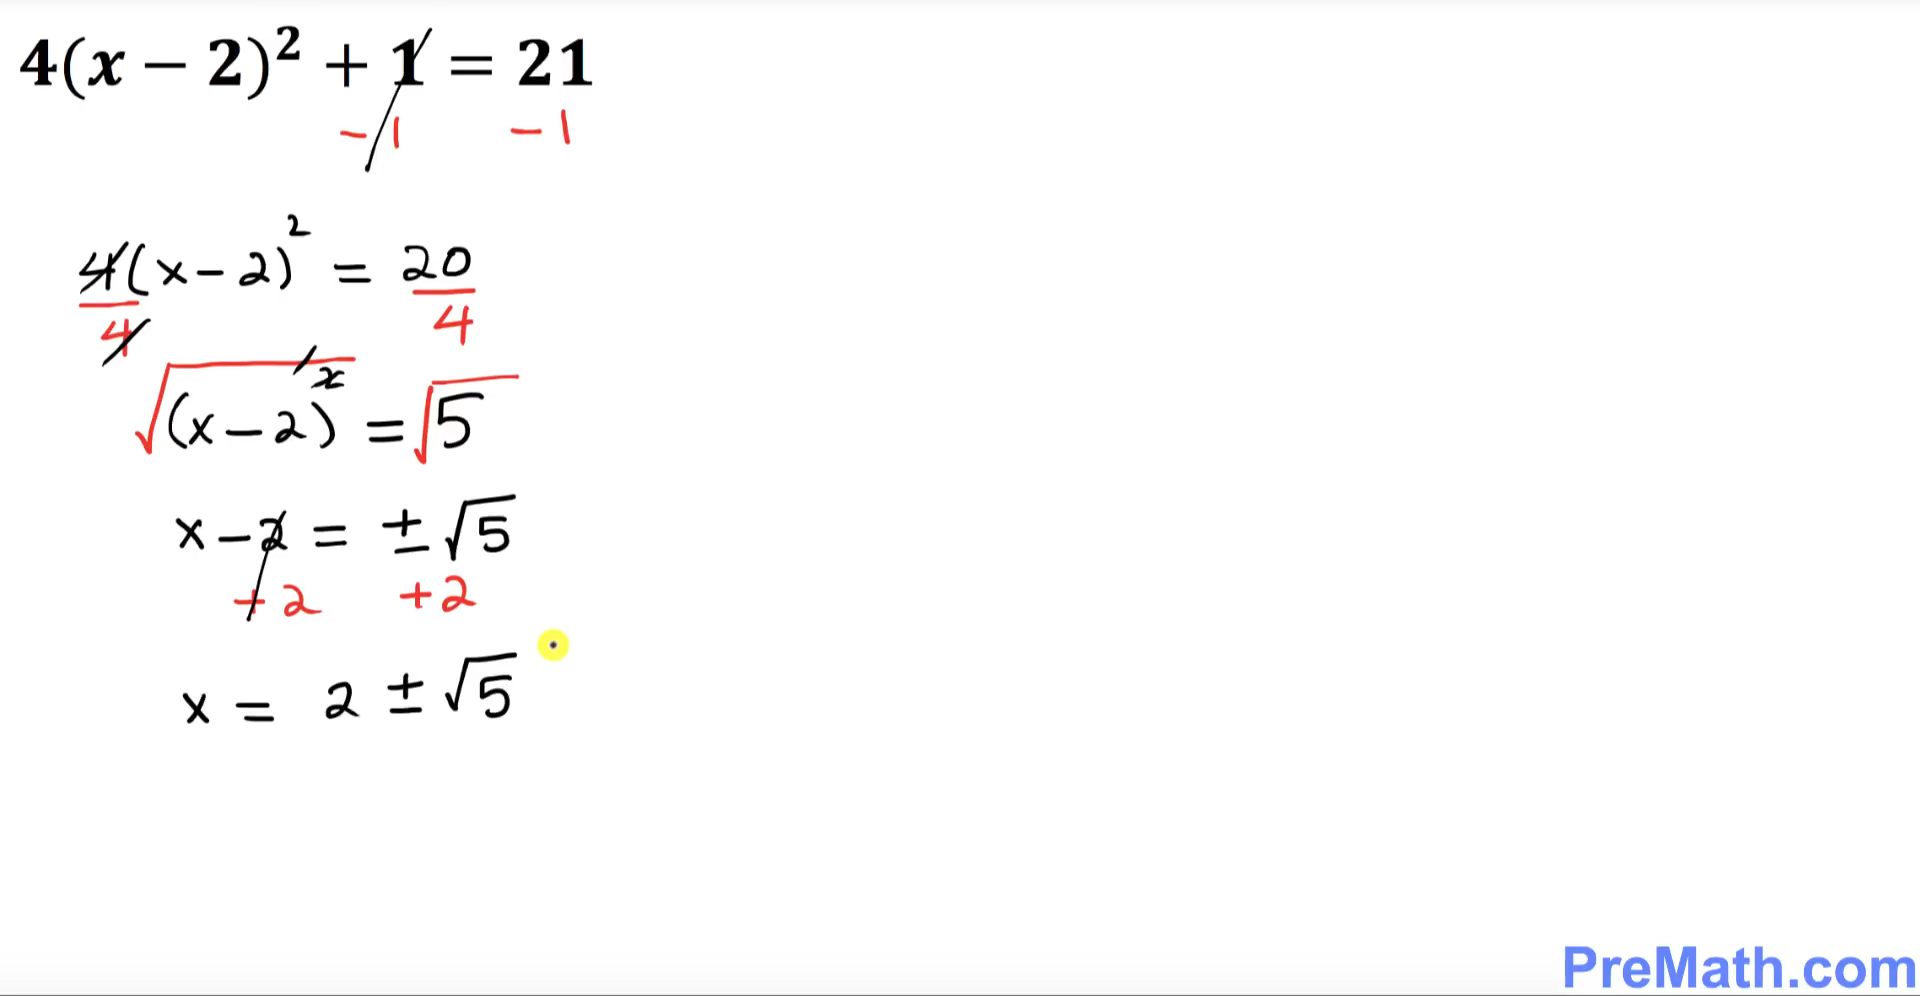 4(x − 2)² + 1 = 21
−1 −1
4(x−2)² = 20
4 4
√(x−2)² = √5
x−2 = ±√5
+2 +2
x = 2 ± √5
PreMath.com